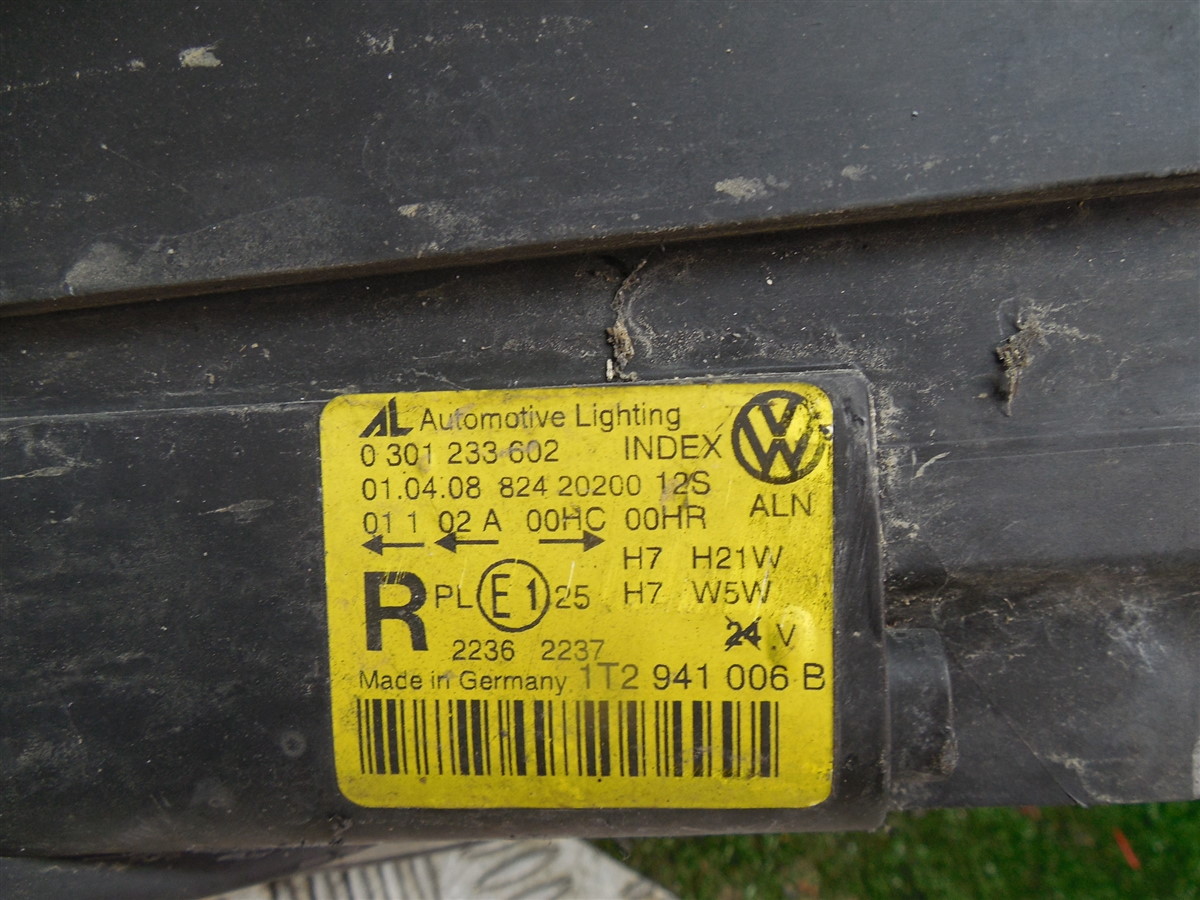 AL Automotive Lighting
0 301 233 602 INDEX
01.04.08 824 20200 12S
ALN
01 1 02 A 00HC 00HR
H7 H21W
R PL E1 25 H7 W5W
24 V
2236 2237
Made in Germany 1T2 941 006 B